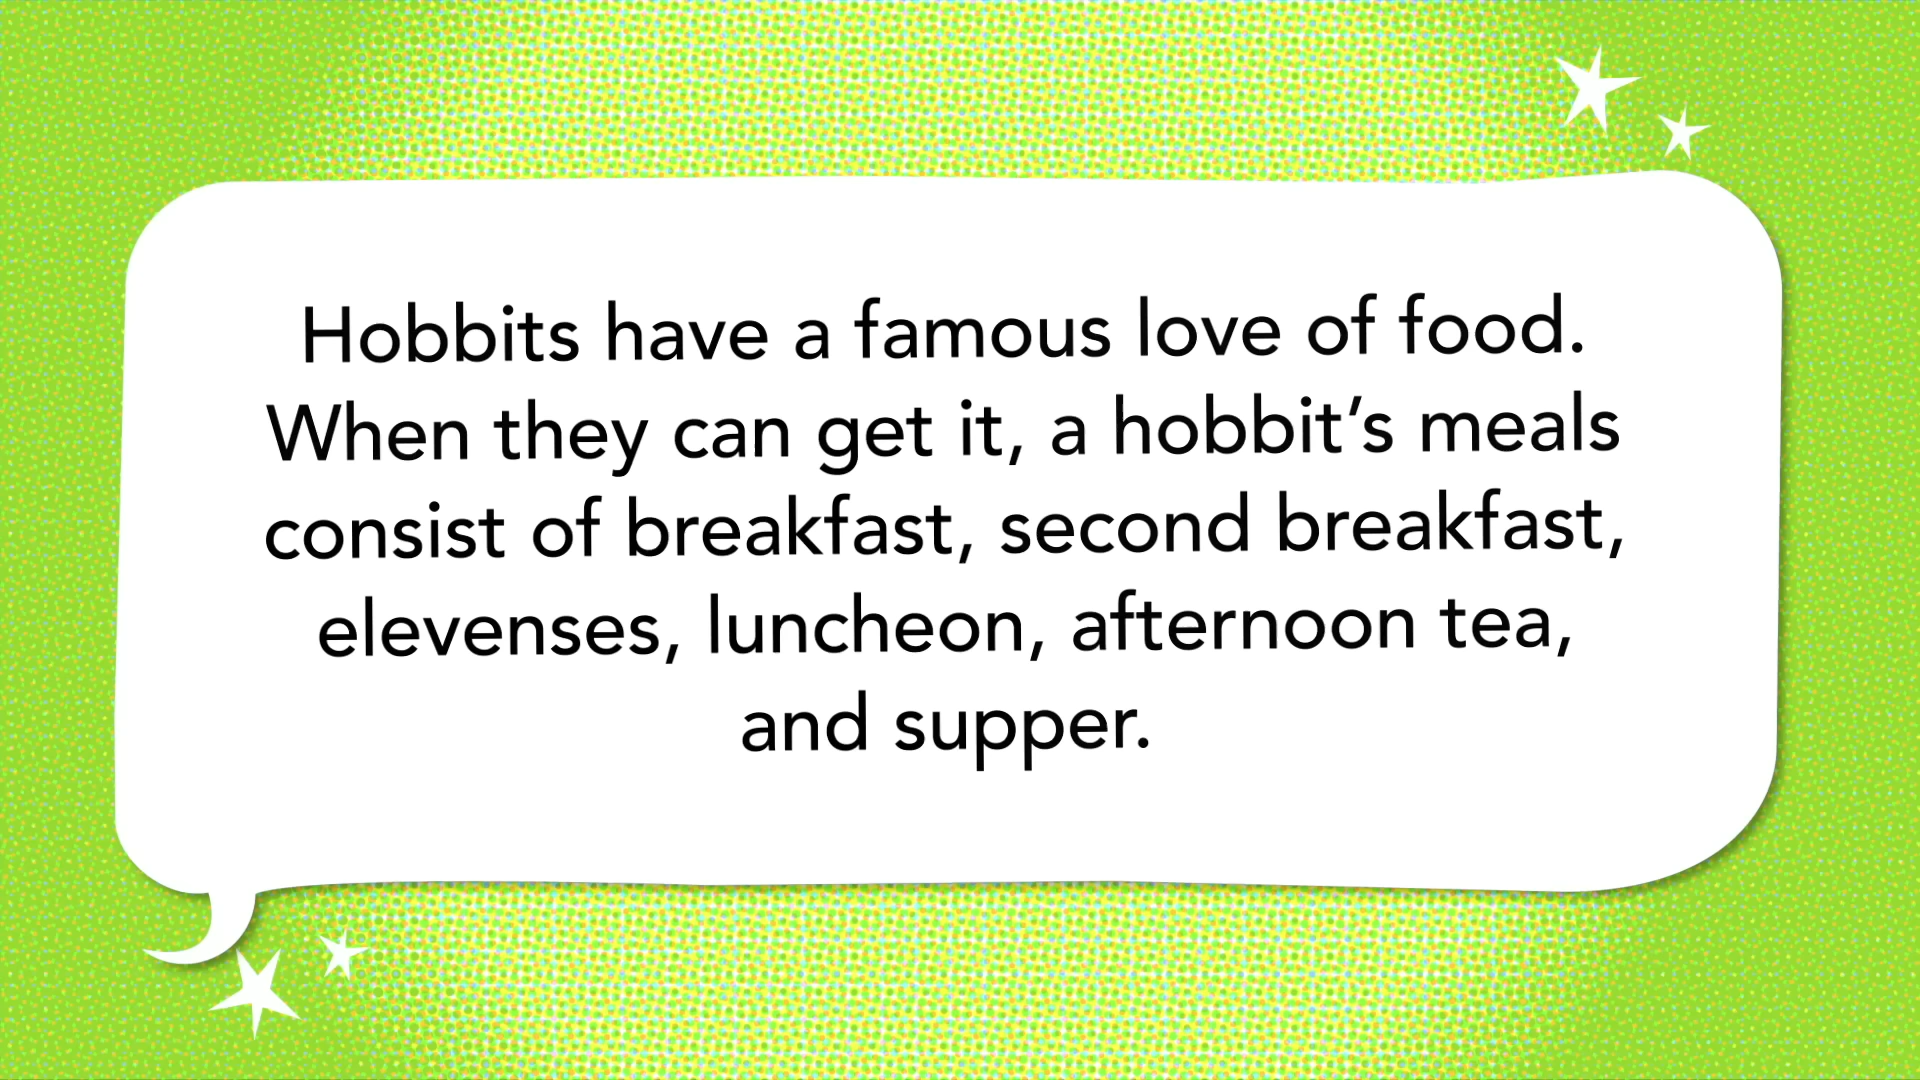 Hobbits have a famous love of food.
When they can get it, a hobbit’s meals
consist of breakfast, second breakfast,
elevenses, luncheon, afternoon tea,
and supper.